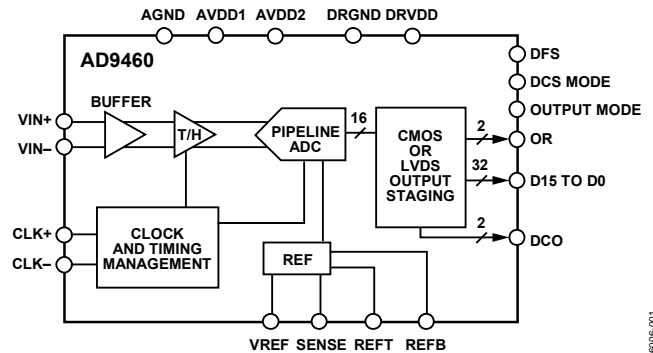 AGND AVDD1 AVDD2 DRGND DRVDD
AD9460
DFS
DCS MODE
OUTPUT MODE
OR
D15 TO D0
DCO
BUFFER
VIN+
VIN–
T/H
PIPELINE
ADC
16
CMOS
OR
LVDS
OUTPUT
STAGING
2
32
2
CLK+
CLK–
CLOCK
AND TIMING
MANAGEMENT
REF
VREF SENSE REFT REFB